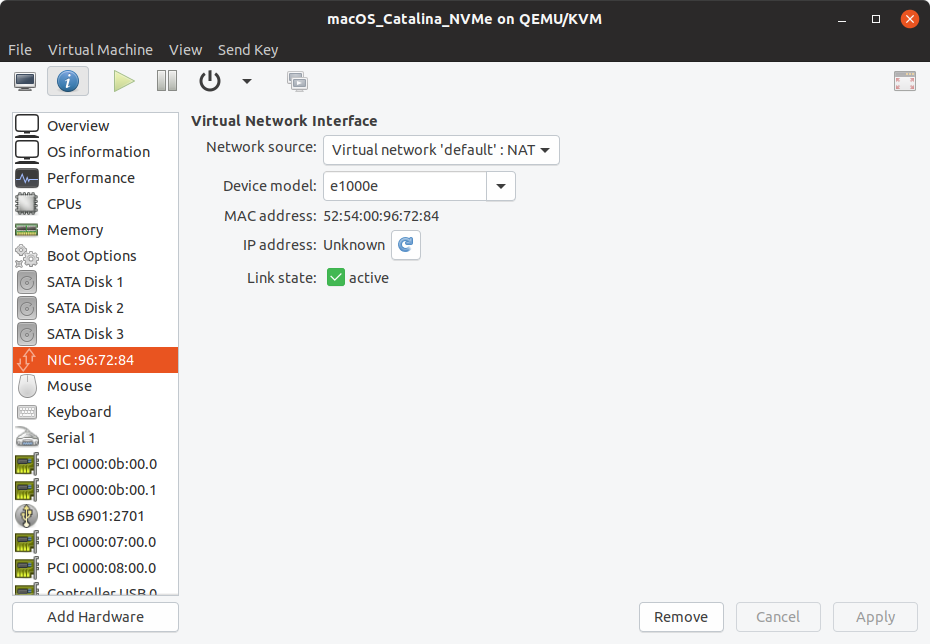 macOS_Catalina_NVMe on QEMU/KVM
File Virtual Machine View Send Key
Overview
OS information
Performance
CPUs
Memory
Boot Options
SATA Disk 1
SATA Disk 2
SATA Disk 3
NIC :96:72:84
Mouse
Keyboard
Serial 1
PCI 0000:0b:00.0
PCI 0000:0b:00.1
USB 6901:2701
PCI 0000:07:00.0
PCI 0000:08:00.0
Controller USB 0
Add Hardware
Virtual Network Interface
Network source: Virtual network 'default' : NAT
Device model: e1000e
MAC address: 52:54:00:96:72:84
IP address: Unknown
Link state: active
Remove Cancel Apply